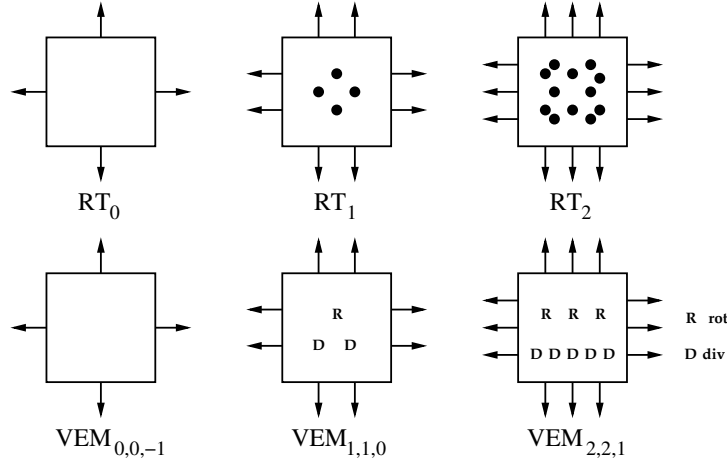 RT₀ RT₁ RT₂
R R R R R rot
D D D D D D D D div
VEM₀,₀,₋₁ VEM₁,₁,₀ VEM₂,₂,₁